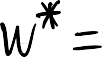 w* =